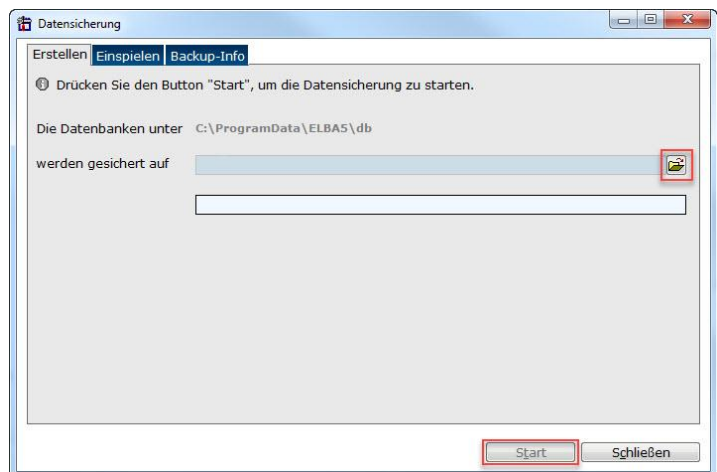 Datensicherung
Erstellen Einspielen Backup-Info
Drücken Sie den Button "Start", um die Datensicherung zu starten.
Die Datenbanken unter C:\ProgramData\ELBA5\db
werden gesichert auf
Start Schließen